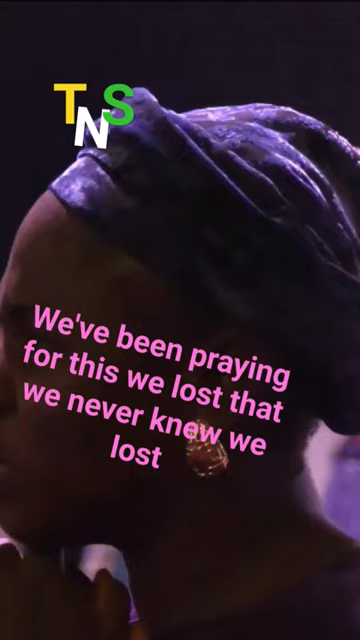 TNS
We've been praying
for this we lost that
we never knew we
lost